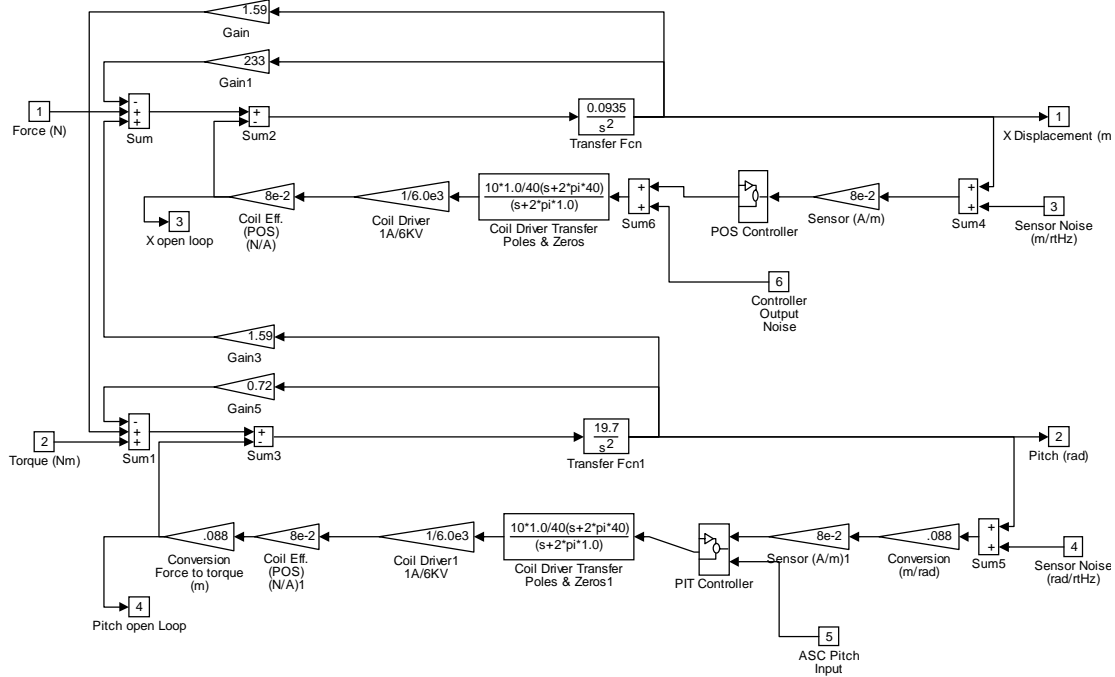 1.59
Gain
233
Gain1
1
Force (N)
-
+
+
Sum
+
-
Sum2
0.0935
s2
Transfer Fcn
1
X Displacement (m
3
X open loop
8e-2
Coil Eff.
(POS)
(N/A)
1/6.0e3
Coil Driver
1A/6KV
10*1.0/40(s+2*pi*40)
(s+2*pi*1.0)
Coil Driver Transfer
Poles & Zeros
+
+
Sum6
POS Controller
8e-2
Sensor (A/m)
+
+
Sum4
3
Sensor Noise
(m/rtHz)
6
Controller
Output
Noise
1.59
Gain3
0.72
Gain5
2
Torque (Nm)
-
+
+
Sum1
+
-
Sum3
19.7
s2
Transfer Fcn1
2
Pitch (rad)
.088
Conversion
Force to torque
(m)
8e-2
Coil Eff.
(POS)
(N/A)1
1/6.0e3
Coil Driver1
1A/6KV
10*1.0/40(s+2*pi*40)
(s+2*pi*1.0)
Coil Driver Transfer
Poles & Zeros1
PIT Controller
8e-2
Sensor (A/m)1
.088
Conversion
(m/rad)
+
+
Sum5
4
Sensor Noise
(rad/rtHz)
4
Pitch open Loop
5
ASC Pitch
Input